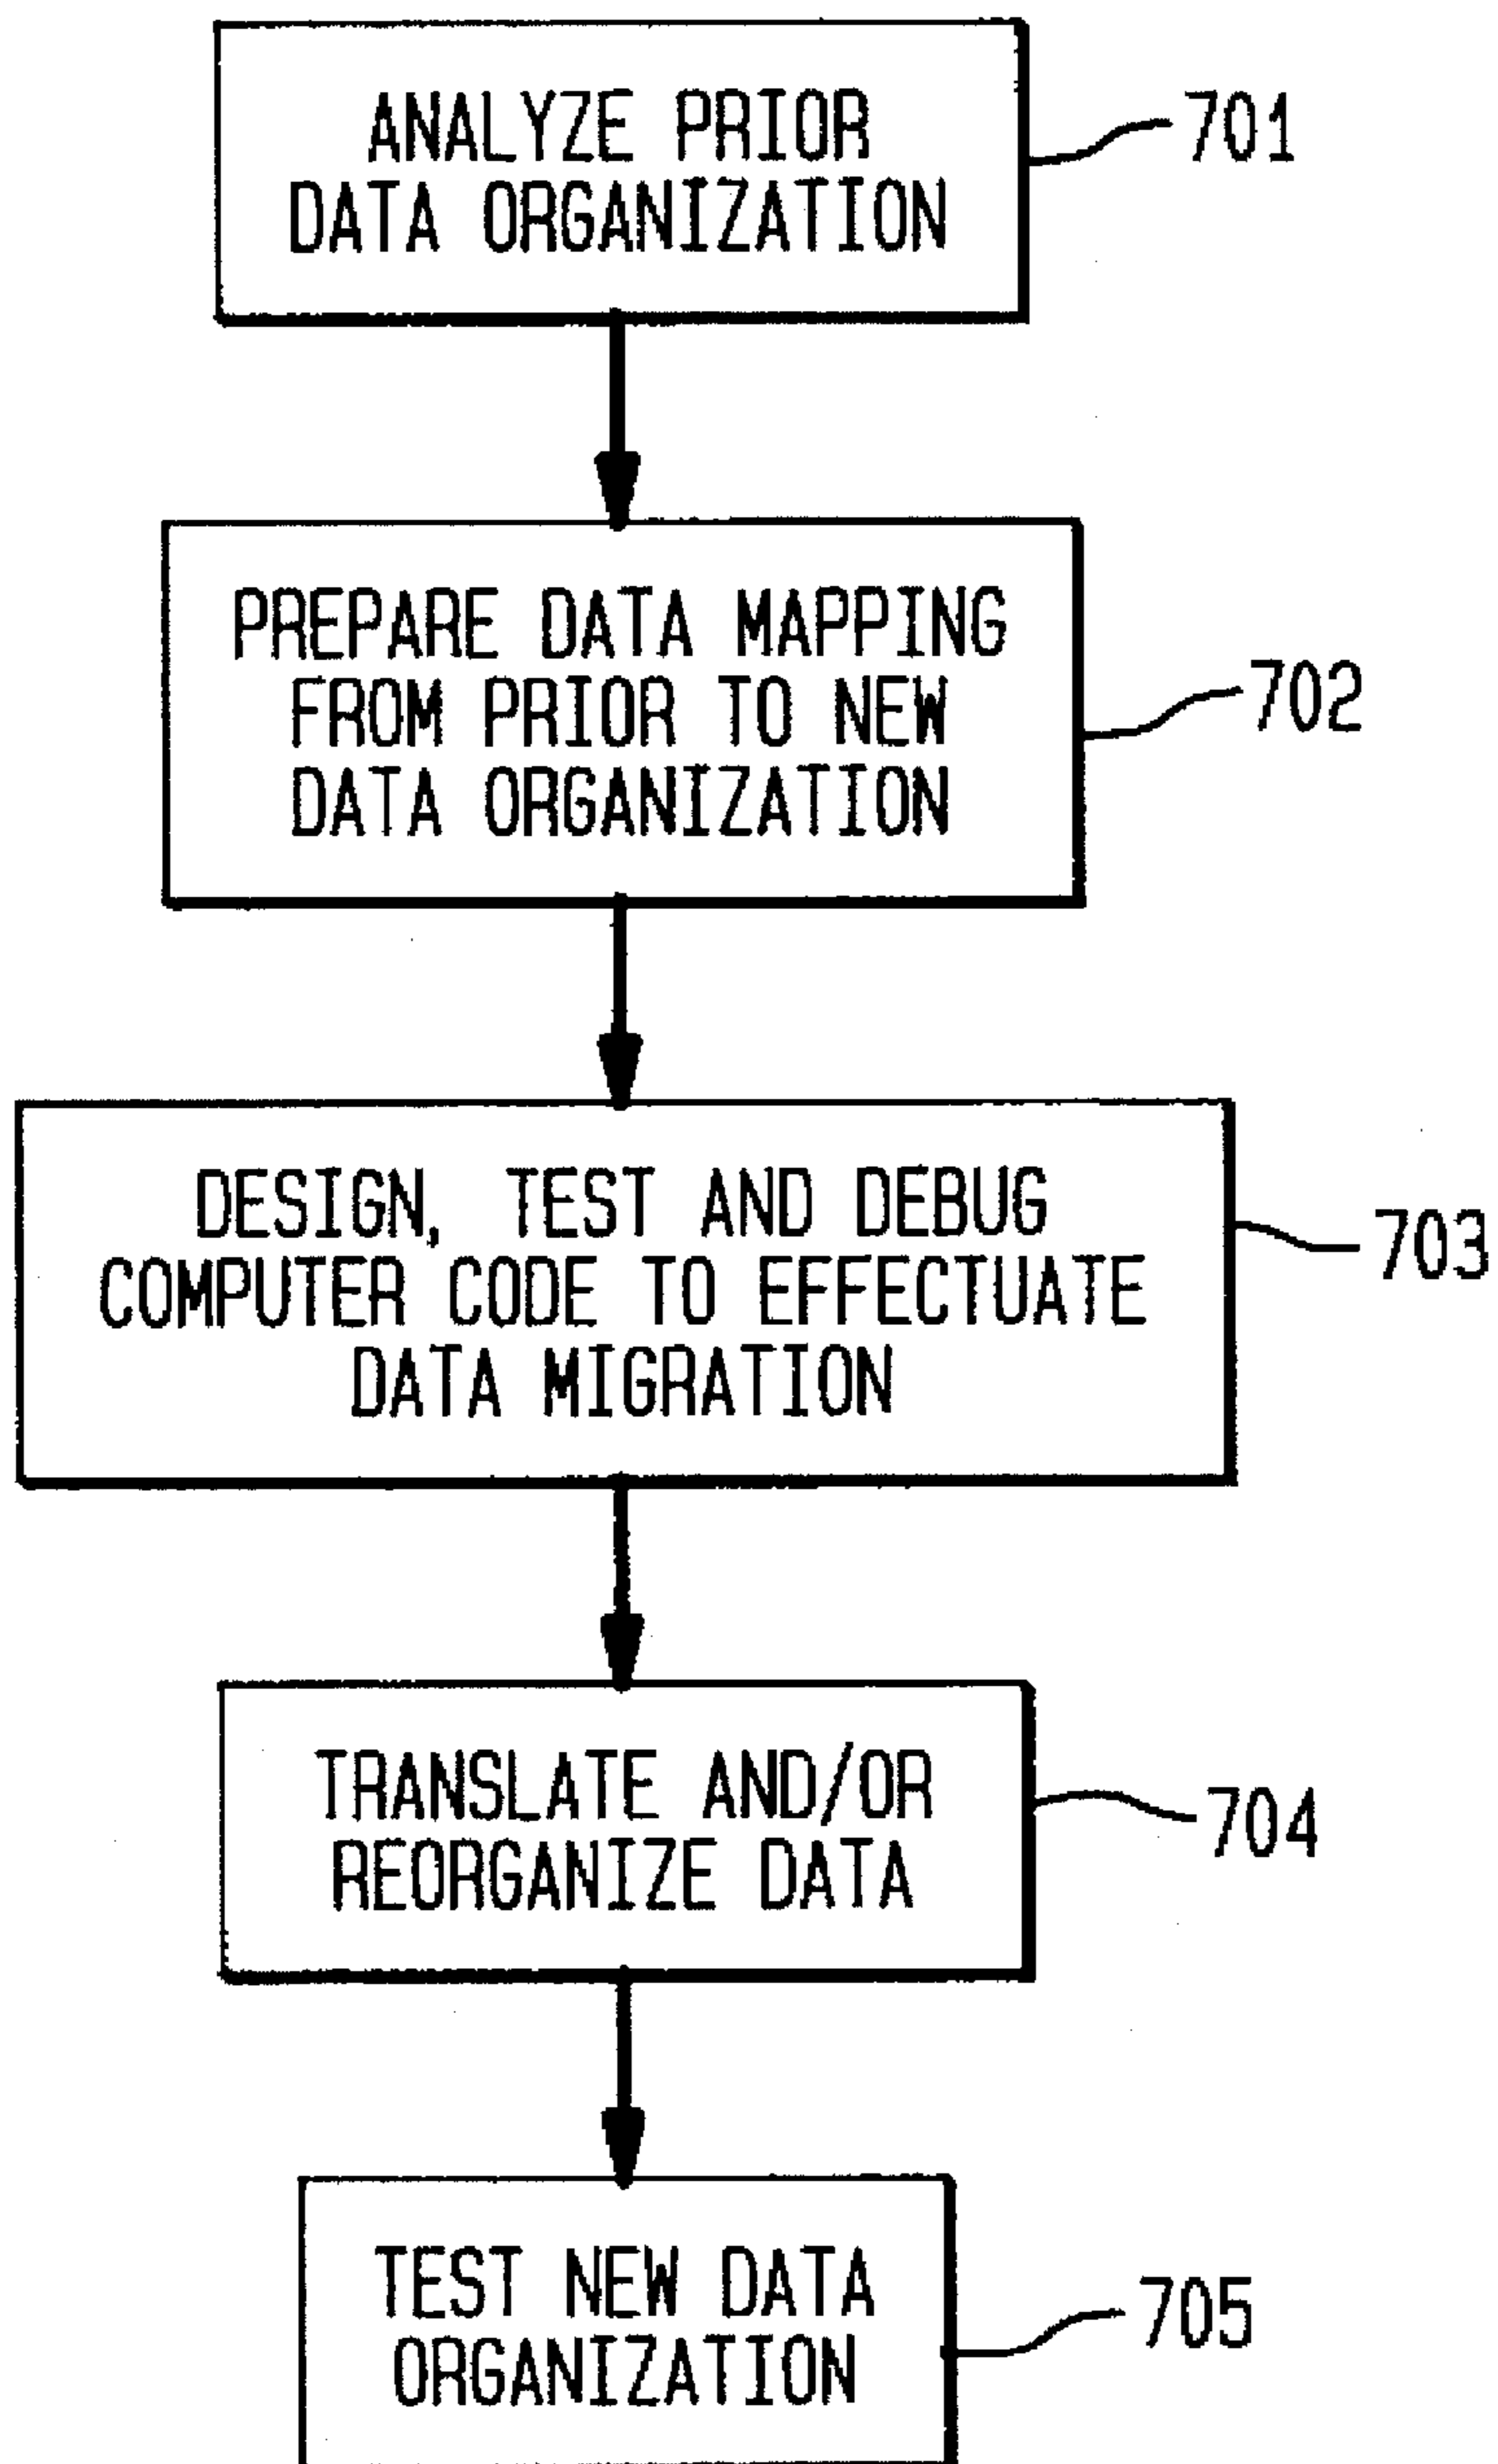 ANALYZE PRIOR
DATA ORGANIZATION
701
PREPARE DATA MAPPING
FROM PRIOR TO NEW
DATA ORGANIZATION
702
DESIGN, TEST AND DEBUG
COMPUTER CODE TO EFFECTUATE
DATA MIGRATION
703
TRANSLATE AND/OR
REORGANIZE DATA
704
TEST NEW DATA
ORGANIZATION
705